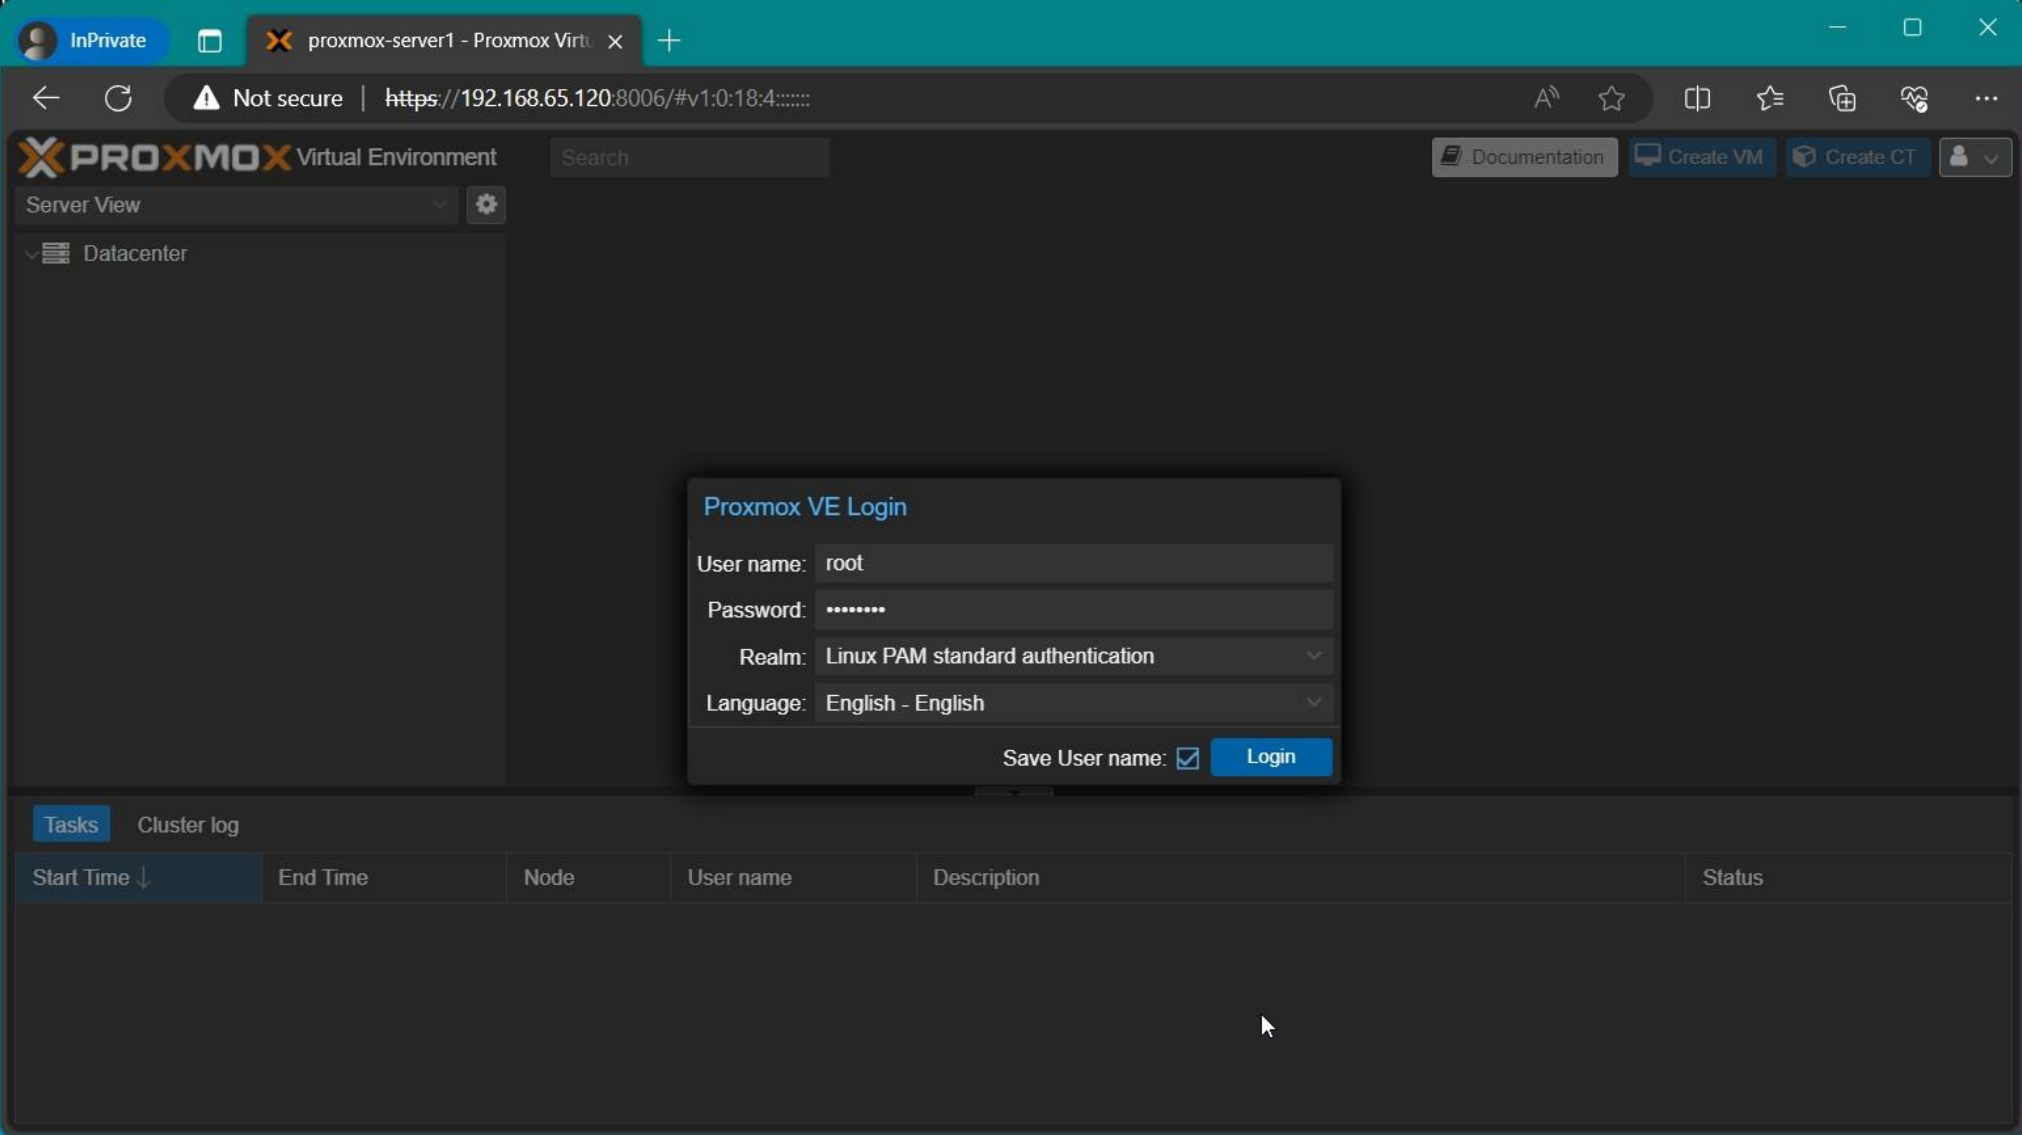 InPrivate
proxmox-server1 - Proxmox Virtu
Not secure | https://192.168.65.120:8006/#v1:0:18:4:::::::
PROXMOX Virtual Environment
Search
Documentation
Create VM
Create CT
Server View
Datacenter
Proxmox VE Login
User name: root
Password: ••••••••
Realm: Linux PAM standard authentication
Language: English - English
Save User name:
Login
Tasks
Cluster log
Start Time
End Time
Node
User name
Description
Status